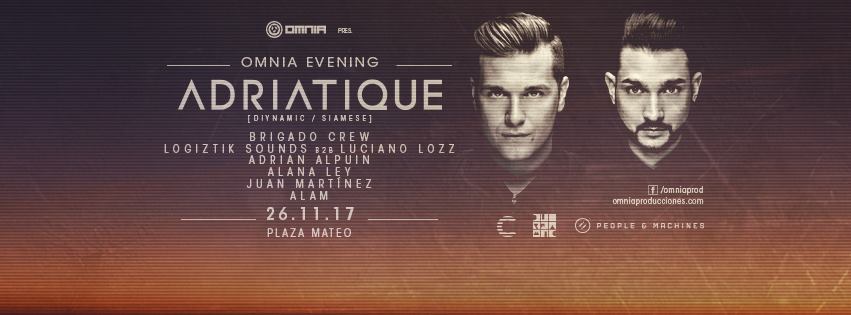 OMNIA PRES.
OMNIA EVENING
ADRIATIQUE
[DIYNAMIC / SIAMESE]
BRIGADO CREW
LOGIZTIK SOUNDS B2B LUCIANO LOZZ
ADRIAN ALPUIN
ALANA LEY
JUAN MARTÍNEZ
ALAM
26.11.17
PLAZA MATEO
f /omniaprod
omniaproducciones.com
PEOPLE & MACHINES